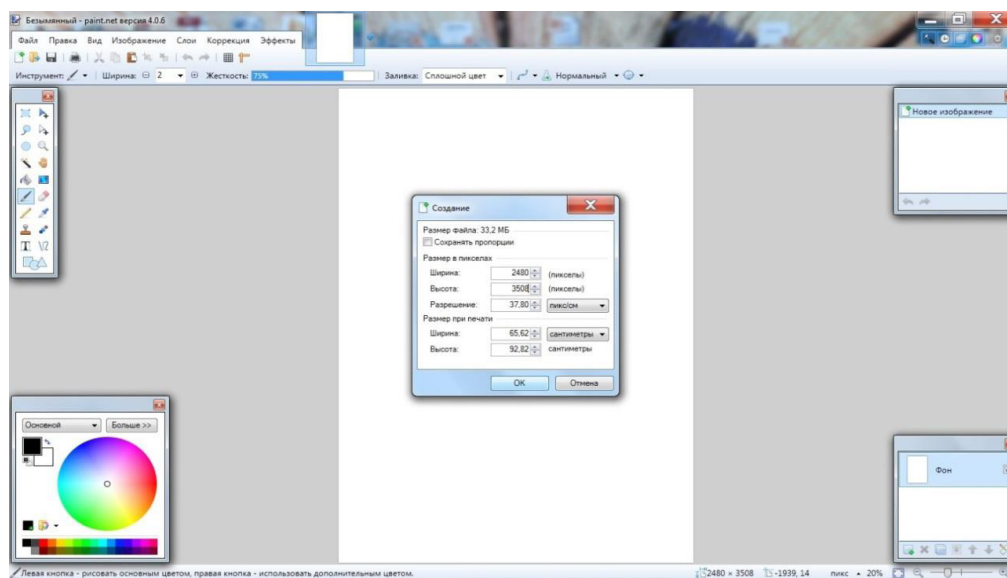 Безымянный - paint.net версия 4.0.6
Файл Правка Вид Изображение Слои Коррекция Эффекты
Инструмент: Ширина: 2 Жесткость: 75% Заливка: Сплошной цвет Нормальный
Новое изображение
Создание
Размер файла: 33,2 МБ
Сохранять пропорции
Размер в пикселах
Ширина: 2480 (пикселы)
Высота: 3508 (пикселы)
Разрешение: 37,80 пикс/см
Размер при печати
Ширина: 65,62 сантиметры
Высота: 92,82 сантиметры
OK Отмена
Основной Больше >>
Фон
Левая кнопка - рисовать основным цветом, правая кнопка - использовать дополнительным цветом. 2480 × 3508 -1939, 14 пикс 20%